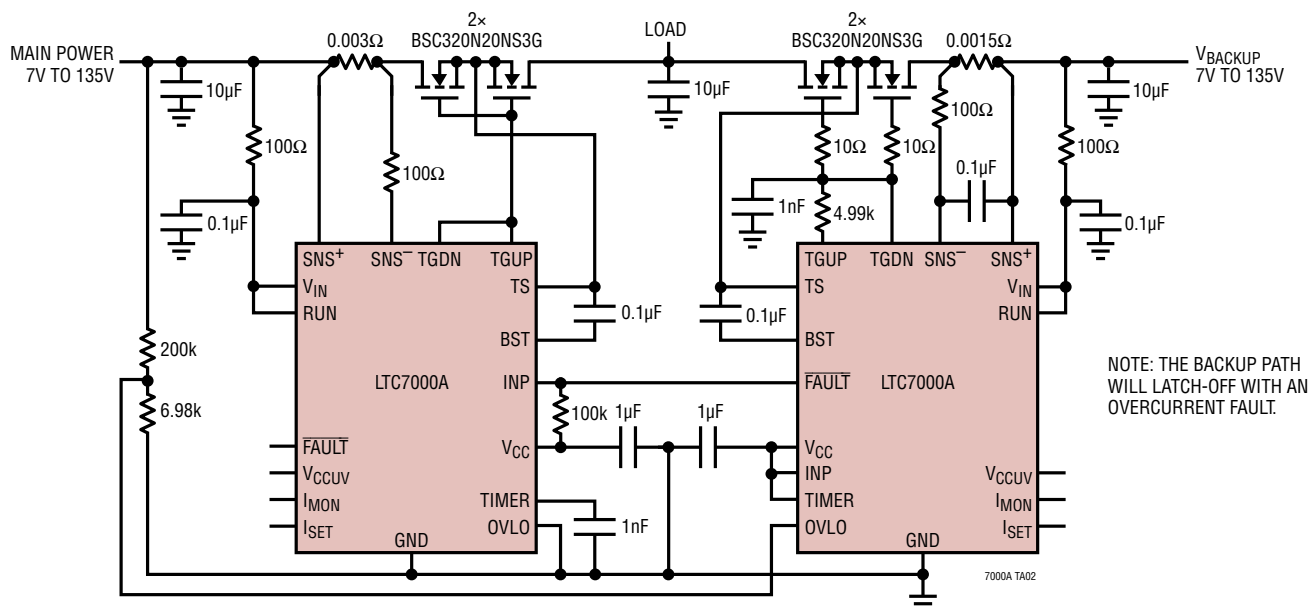 MAIN POWER
7V TO 135V
10µF
0.003Ω
2×
BSC320N20NS3G
LOAD
10µF
2×
BSC320N20NS3G
0.0015Ω
VBACKUP
7V TO 135V
10µF
100Ω
100Ω
0.1µF
10Ω
10Ω
100Ω
0.1µF
100Ω
1nF
4.99k
0.1µF
SNS+
SNS–
TGDN
TGUP
VIN
RUN
TS
BST
0.1µF
INP
LTC7000A
FAULT
VCCUV
IMON
ISET
GND
VCC
TIMER
OVLO
200k
6.98k
100k
1µF
1µF
1nF
TGUP
TGDN
SNS–
SNS+
TS
BST
0.1µF
VIN
RUN
FAULT
LTC7000A
VCC
INP
TIMER
OVLO
GND
VCCUV
IMON
ISET
NOTE: THE BACKUP PATH
WILL LATCH-OFF WITH AN
OVERCURRENT FAULT.
7000A TA02